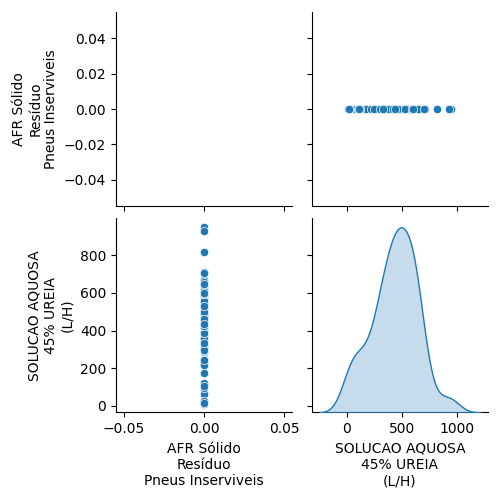 0.04
0.02
0.00
−0.02
−0.04
AFR Sólido
Resíduo
Pneus Inserviveis
800
600
400
200
0
SOLUCAO AQUOSA
45% UREIA
(L/H)
−0.05 0.00 0.05
AFR Sólido
Resíduo
Pneus Inserviveis
0 500 1000
SOLUCAO AQUOSA
45% UREIA
(L/H)